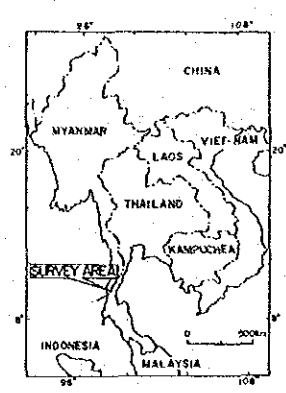 96° 108°
CHINA
MYANMAR
VIET-NAM
LAOS
20° 20°
THAILAND
KAMPUCHEA
SURVEY AREA
8° 8°
0 500km
INDONESIA
MALAYSIA
96° 108°